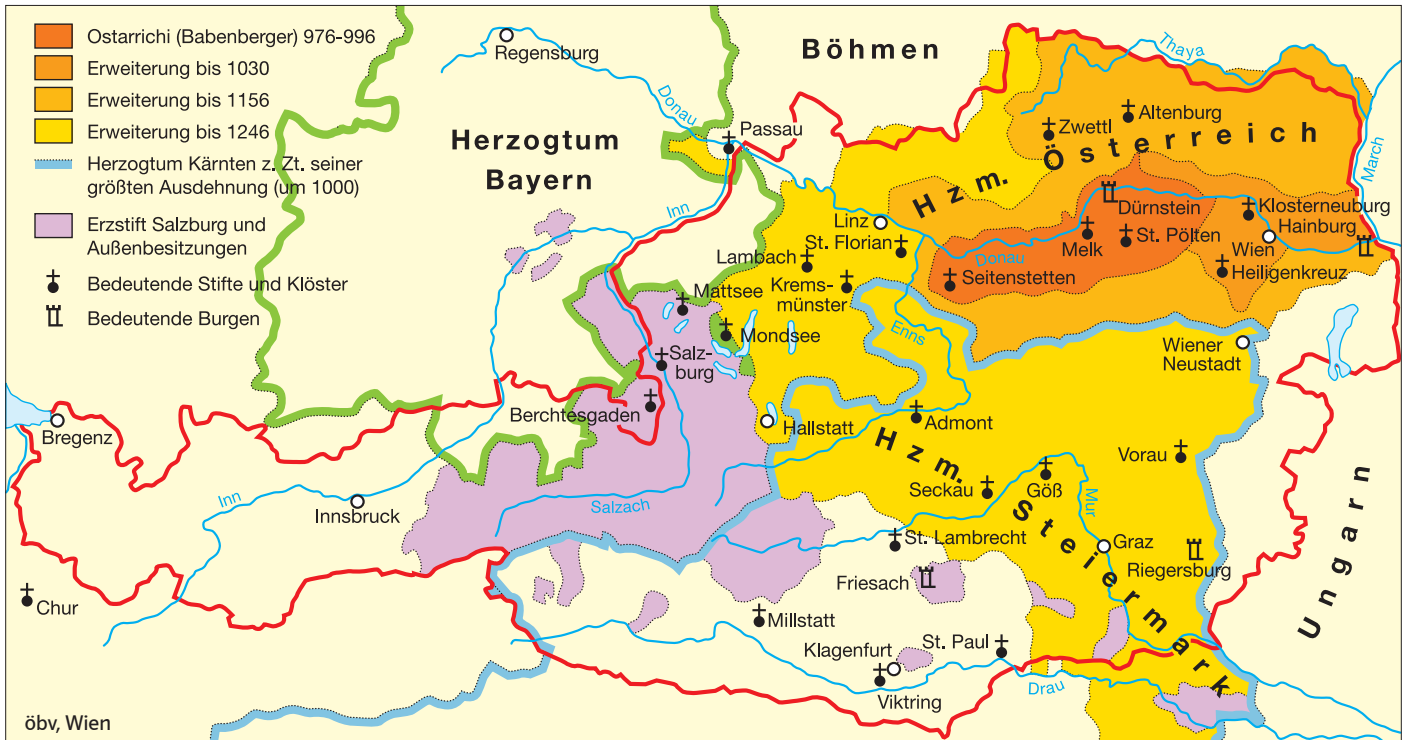 Ostarrichi (Babenberger) 976-996
Erweiterung bis 1030
Erweiterung bis 1156
Erweiterung bis 1246
Herzogtum Kärnten z. Zt. seiner
größten Ausdehnung (um 1000)
Erzstift Salzburg und
Außenbesitzungen
Bedeutende Stifte und Klöster
Bedeutende Burgen
Regensburg
Donau
Böhmen
Thaya
Herzogtum
Bayern
Passau
Zwettl
Altenburg
Hzm. Österreich
March
Inn
Linz
St. Florian
Lambach
Krems-
münster
Dürnstein
Melk
St. Pölten
Donau
Seitenstetten
Klosterneuburg
Hainburg
Wien
Heiligenkreuz
Mattsee
Mondsee
Salz-
burg
Berchtesgaden
Enns
Wiener
Neustadt
Bregenz
Hallstatt
Admont
Hzm. Steiermark
Vorau
Ungarn
Inn
Innsbruck
Salzach
Seckau
Göß
Mur
St. Lambrecht
Graz
Riegersburg
Friesach
Chur
Millstatt
Klagenfurt
St. Paul
Viktring
Drau
öbv, Wien